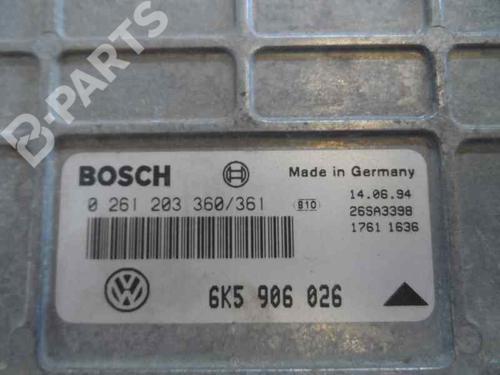 B-PARTS
BOSCH
Made in Germany
0 261 203 360/361
S10
14.06.94
26SA3398
1761 1636
6K5 906 026